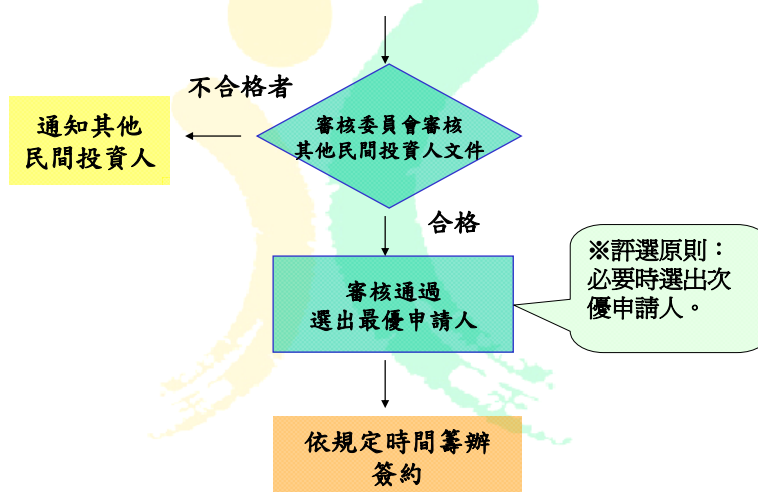 不合格者
通知其他
民間投資人
審核委員會審核
其他民間投資人文件
合格
審核通過
選出最優申請人
※評選原則：
必要時選出次
優申請人。
依規定時間籌辦
簽約